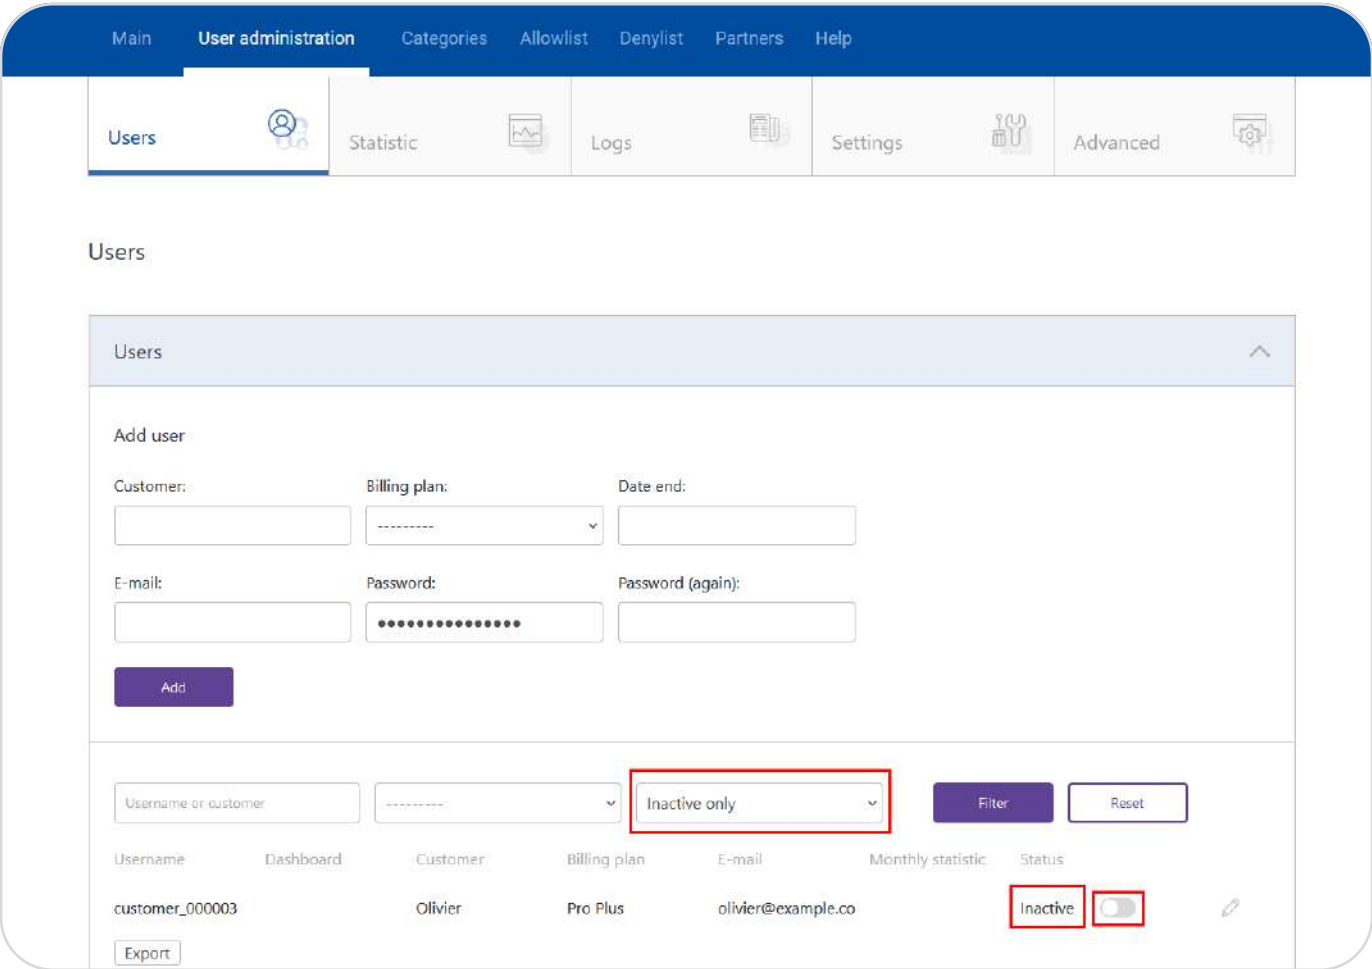 Main User administration Categories Allowlist Denylist Partners Help
Users Statistic Logs Settings Advanced
Users
Users
Add user
Customer: Billing plan: Date end:
---------
E-mail: Password: Password (again):
•••••••••••••••
Add
Username or customer --------- Inactive only Filter Reset
Username Dashboard Customer Billing plan E-mail Monthly statistic Status
customer_000003 Olivier Pro Plus olivier@example.co Inactive
Export